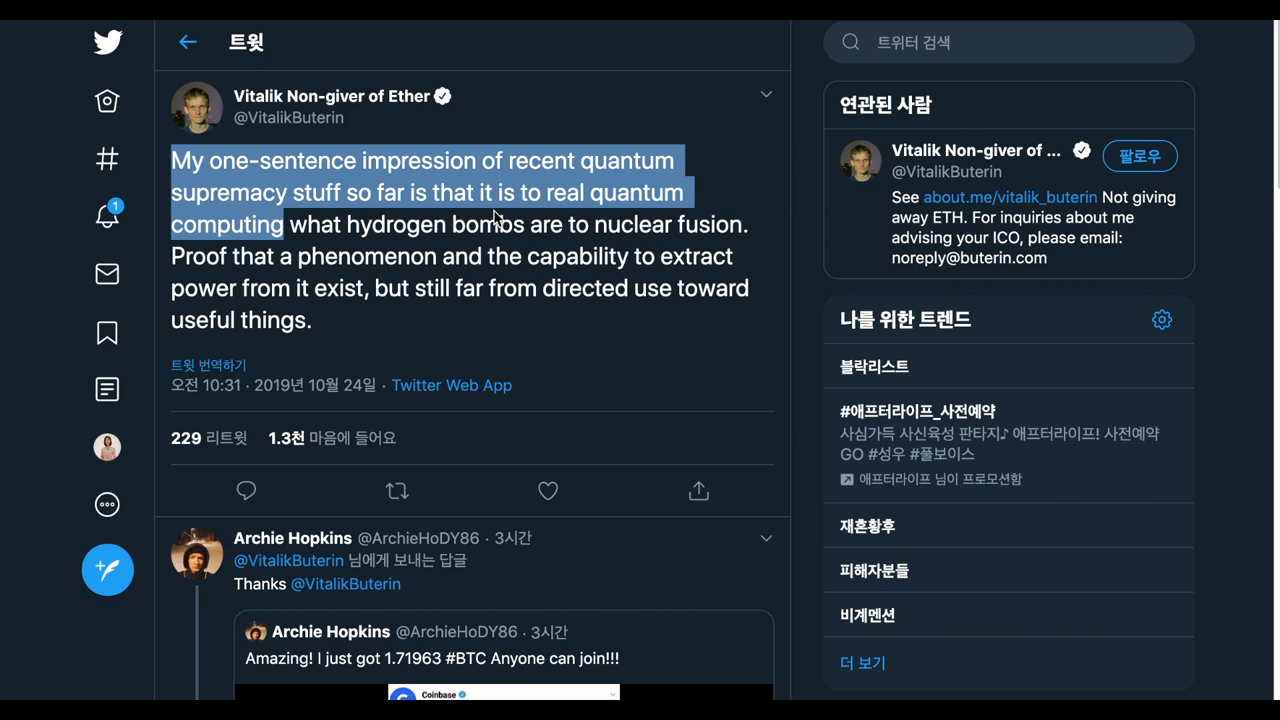 트윗
Vitalik Non-giver of Ether
@VitalikButerin
My one-sentence impression of recent quantum
supremacy stuff so far is that it is to real quantum
computing what hydrogen bombs are to nuclear fusion.
Proof that a phenomenon and the capability to extract
power from it exist, but still far from directed use toward
useful things.
트윗 번역하기
오전 10:31 · 2019년 10월 24일 · Twitter Web App
229 리트윗 1.3천 마음에 들어요
Archie Hopkins @ArchieHoDY86 · 3시간
@VitalikButerin 님에게 보내는 답글
Thanks @VitalikButerin
Archie Hopkins @ArchieHoDY86 · 3시간
Amazing! I just got 1.71963 #BTC Anyone can join!!!
Coinbase
1
트위터 검색
연관된 사람
Vitalik Non-giver of ...
@VitalikButerin
팔로우
See about.me/vitalik_buterin Not giving
away ETH. For inquiries about me
advising your ICO, please email:
noreply@buterin.com
나를 위한 트렌드
블락리스트
#애프터라이프_사전예약
사심가득 사신육성 판타지♪ 애프터라이프! 사전예약
GO #성우 #풀보이스
애프터라이프 님이 프로모션함
재혼황후
피해자분들
비계멘션
더 보기